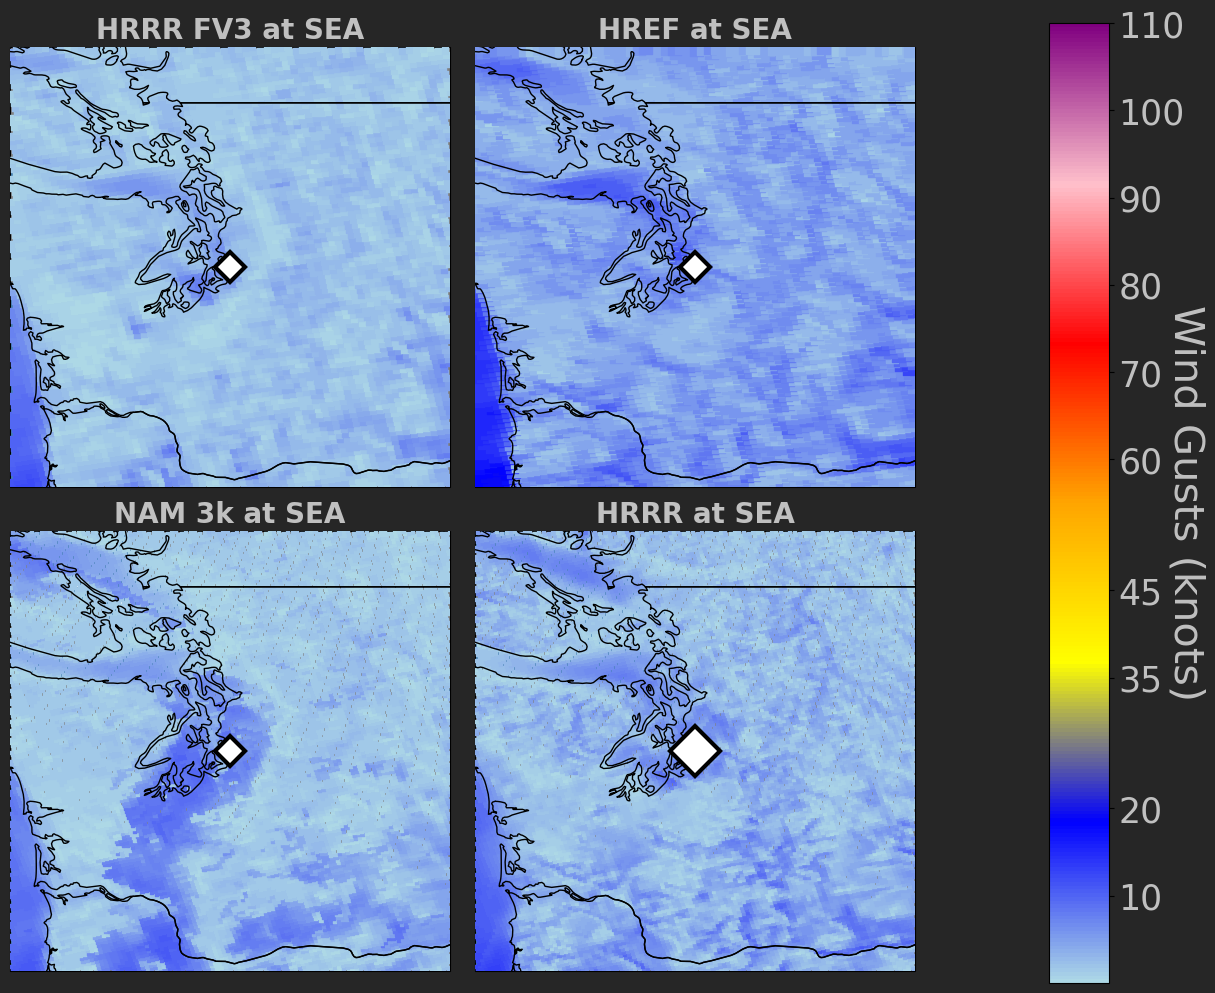 HRRR FV3 at SEA
HREF at SEA
NAM 3k at SEA
HRRR at SEA
110
100
90
80
70
60
45
35
20
10
Wind Gusts (knots)